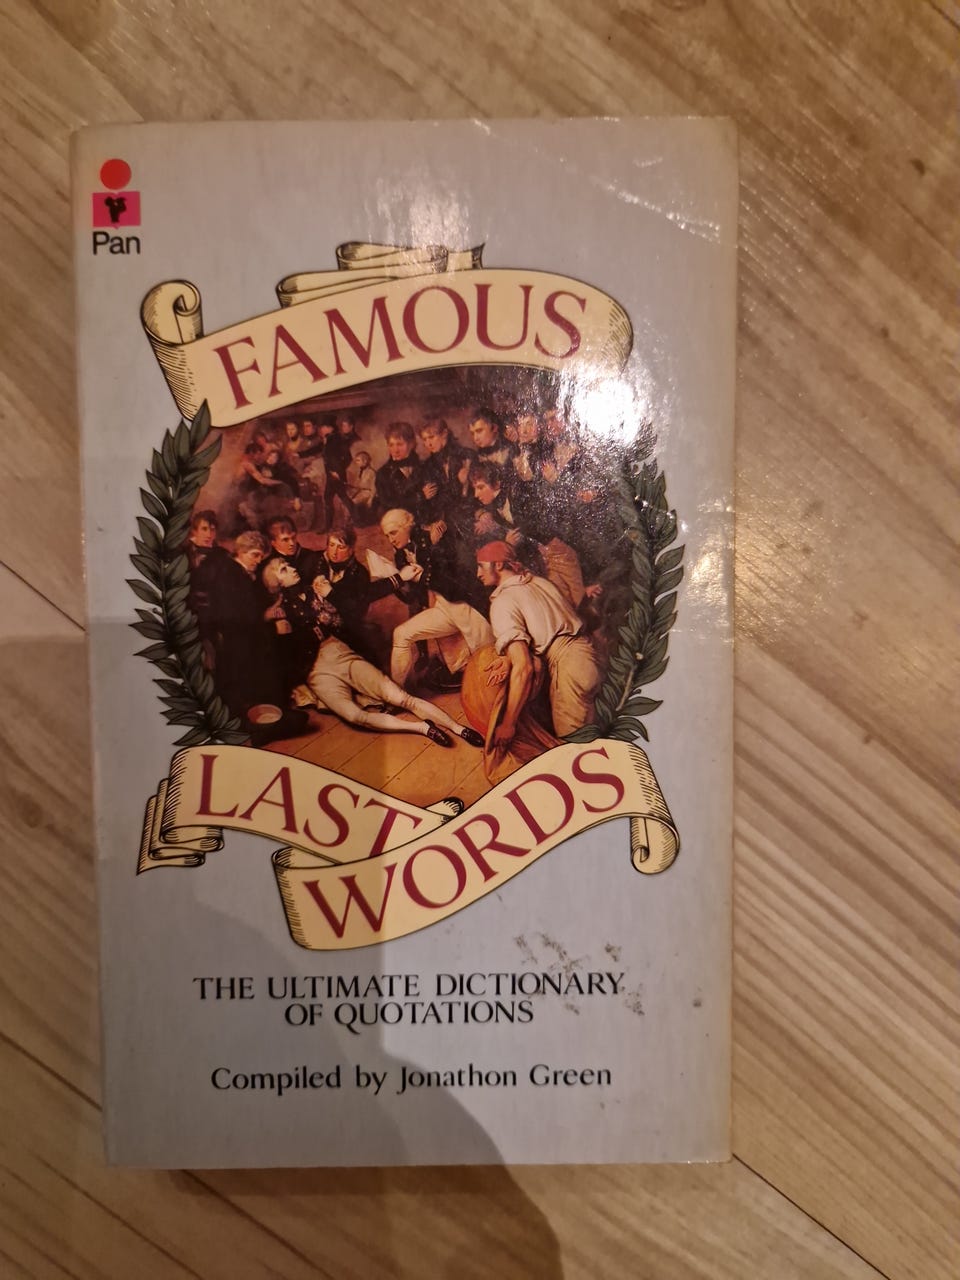 Pan
FAMOUS
LAST
WORDS
THE ULTIMATE DICTIONARY
OF QUOTATIONS
Compiled by Jonathon Green